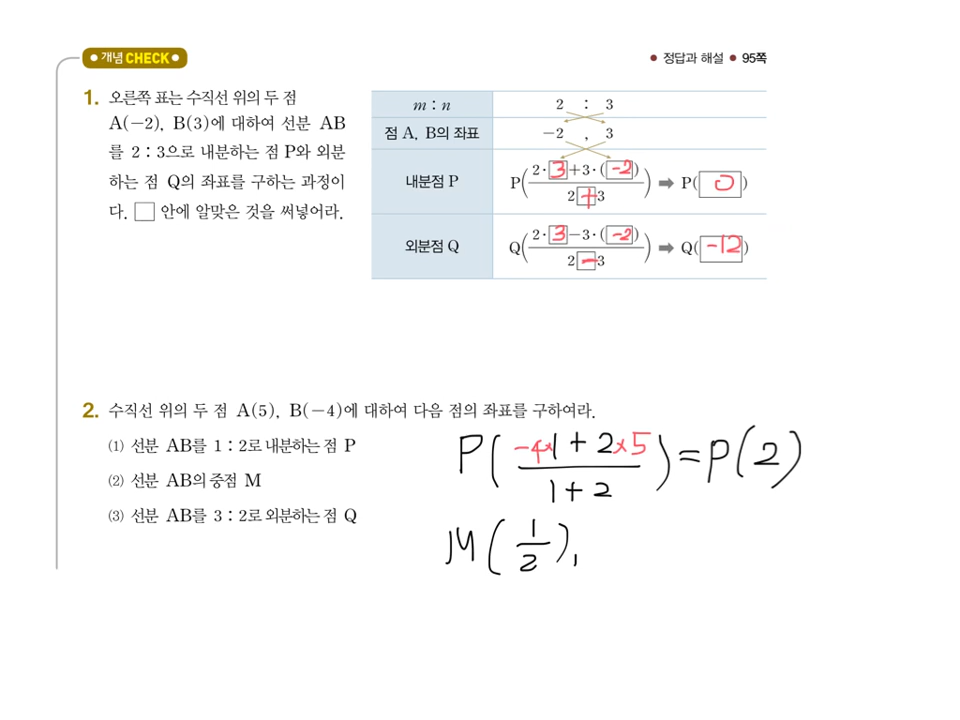 개념 CHECK
● 정답과 해설 ● 95쪽
1. 오른쪽 표는 수직선 위의 두 점
A(−2), B(3)에 대하여 선분 AB
를 2 : 3으로 내분하는 점 P와 외분
하는 점 Q의 좌표를 구하는 과정이
다. □ 안에 알맞은 것을 써넣어라.
m : n 2 : 3
점 A, B의 좌표 −2 , 3
내분점 P P((2·3+3·(-2))/(2+3)) ➡ P(0)
외분점 Q Q((2·3−3·(-2))/(2-3)) ➡ Q(-12)
2. 수직선 위의 두 점 A(5), B(−4)에 대하여 다음 점의 좌표를 구하여라.
⑴ 선분 AB를 1 : 2로 내분하는 점 P
⑵ 선분 AB의 중점 M
⑶ 선분 AB를 3 : 2로 외분하는 점 Q
P((-4×1+2×5)/(1+2))=P(2)
M(1/2),